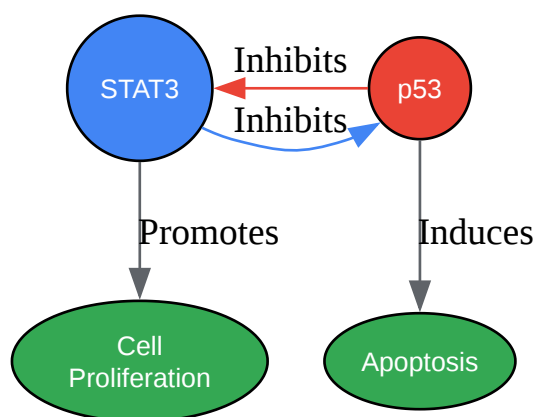 Inhibits
STAT3
p53
Inhibits
Promotes
Induces
Cell
Proliferation
Apoptosis